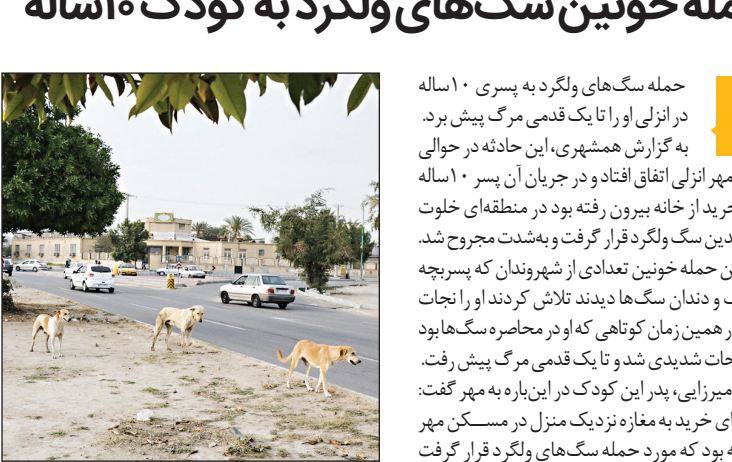 خونین سگ‌های ولگرد به کودک ۱۰ساله
حمله سگ‌های ولگرد به پسری ۱۰ساله
در انزلی او را تا یک قدمی مرگ پیش برد.
به گزارش همشهری، این حادثه در حوالی
مهر انزلی اتفاق افتاد و در جریان آن پسر ۱۰ساله
از خانه بیرون رفته بود در منطقه‌ای خلوت
سگ ولگرد قرار گرفت و به‌شدت مجروح شد.
حمله خونین تعدادی از شهروندان که پسربچه
و دندان سگ‌ها دیدند تلاش کردند او را نجات
همین زمان کوتاهی که او در محاصره سگ‌ها بود
شدیدی شد و تا یک قدمی مرگ پیش رفت.
میرزایی، پدر این کودک در این‌باره به مهر گفت:
خرید به مغازه نزدیک منزل در مســکن مهر
بود که مورد حمله سگ‌های ولگرد قرار گرفت